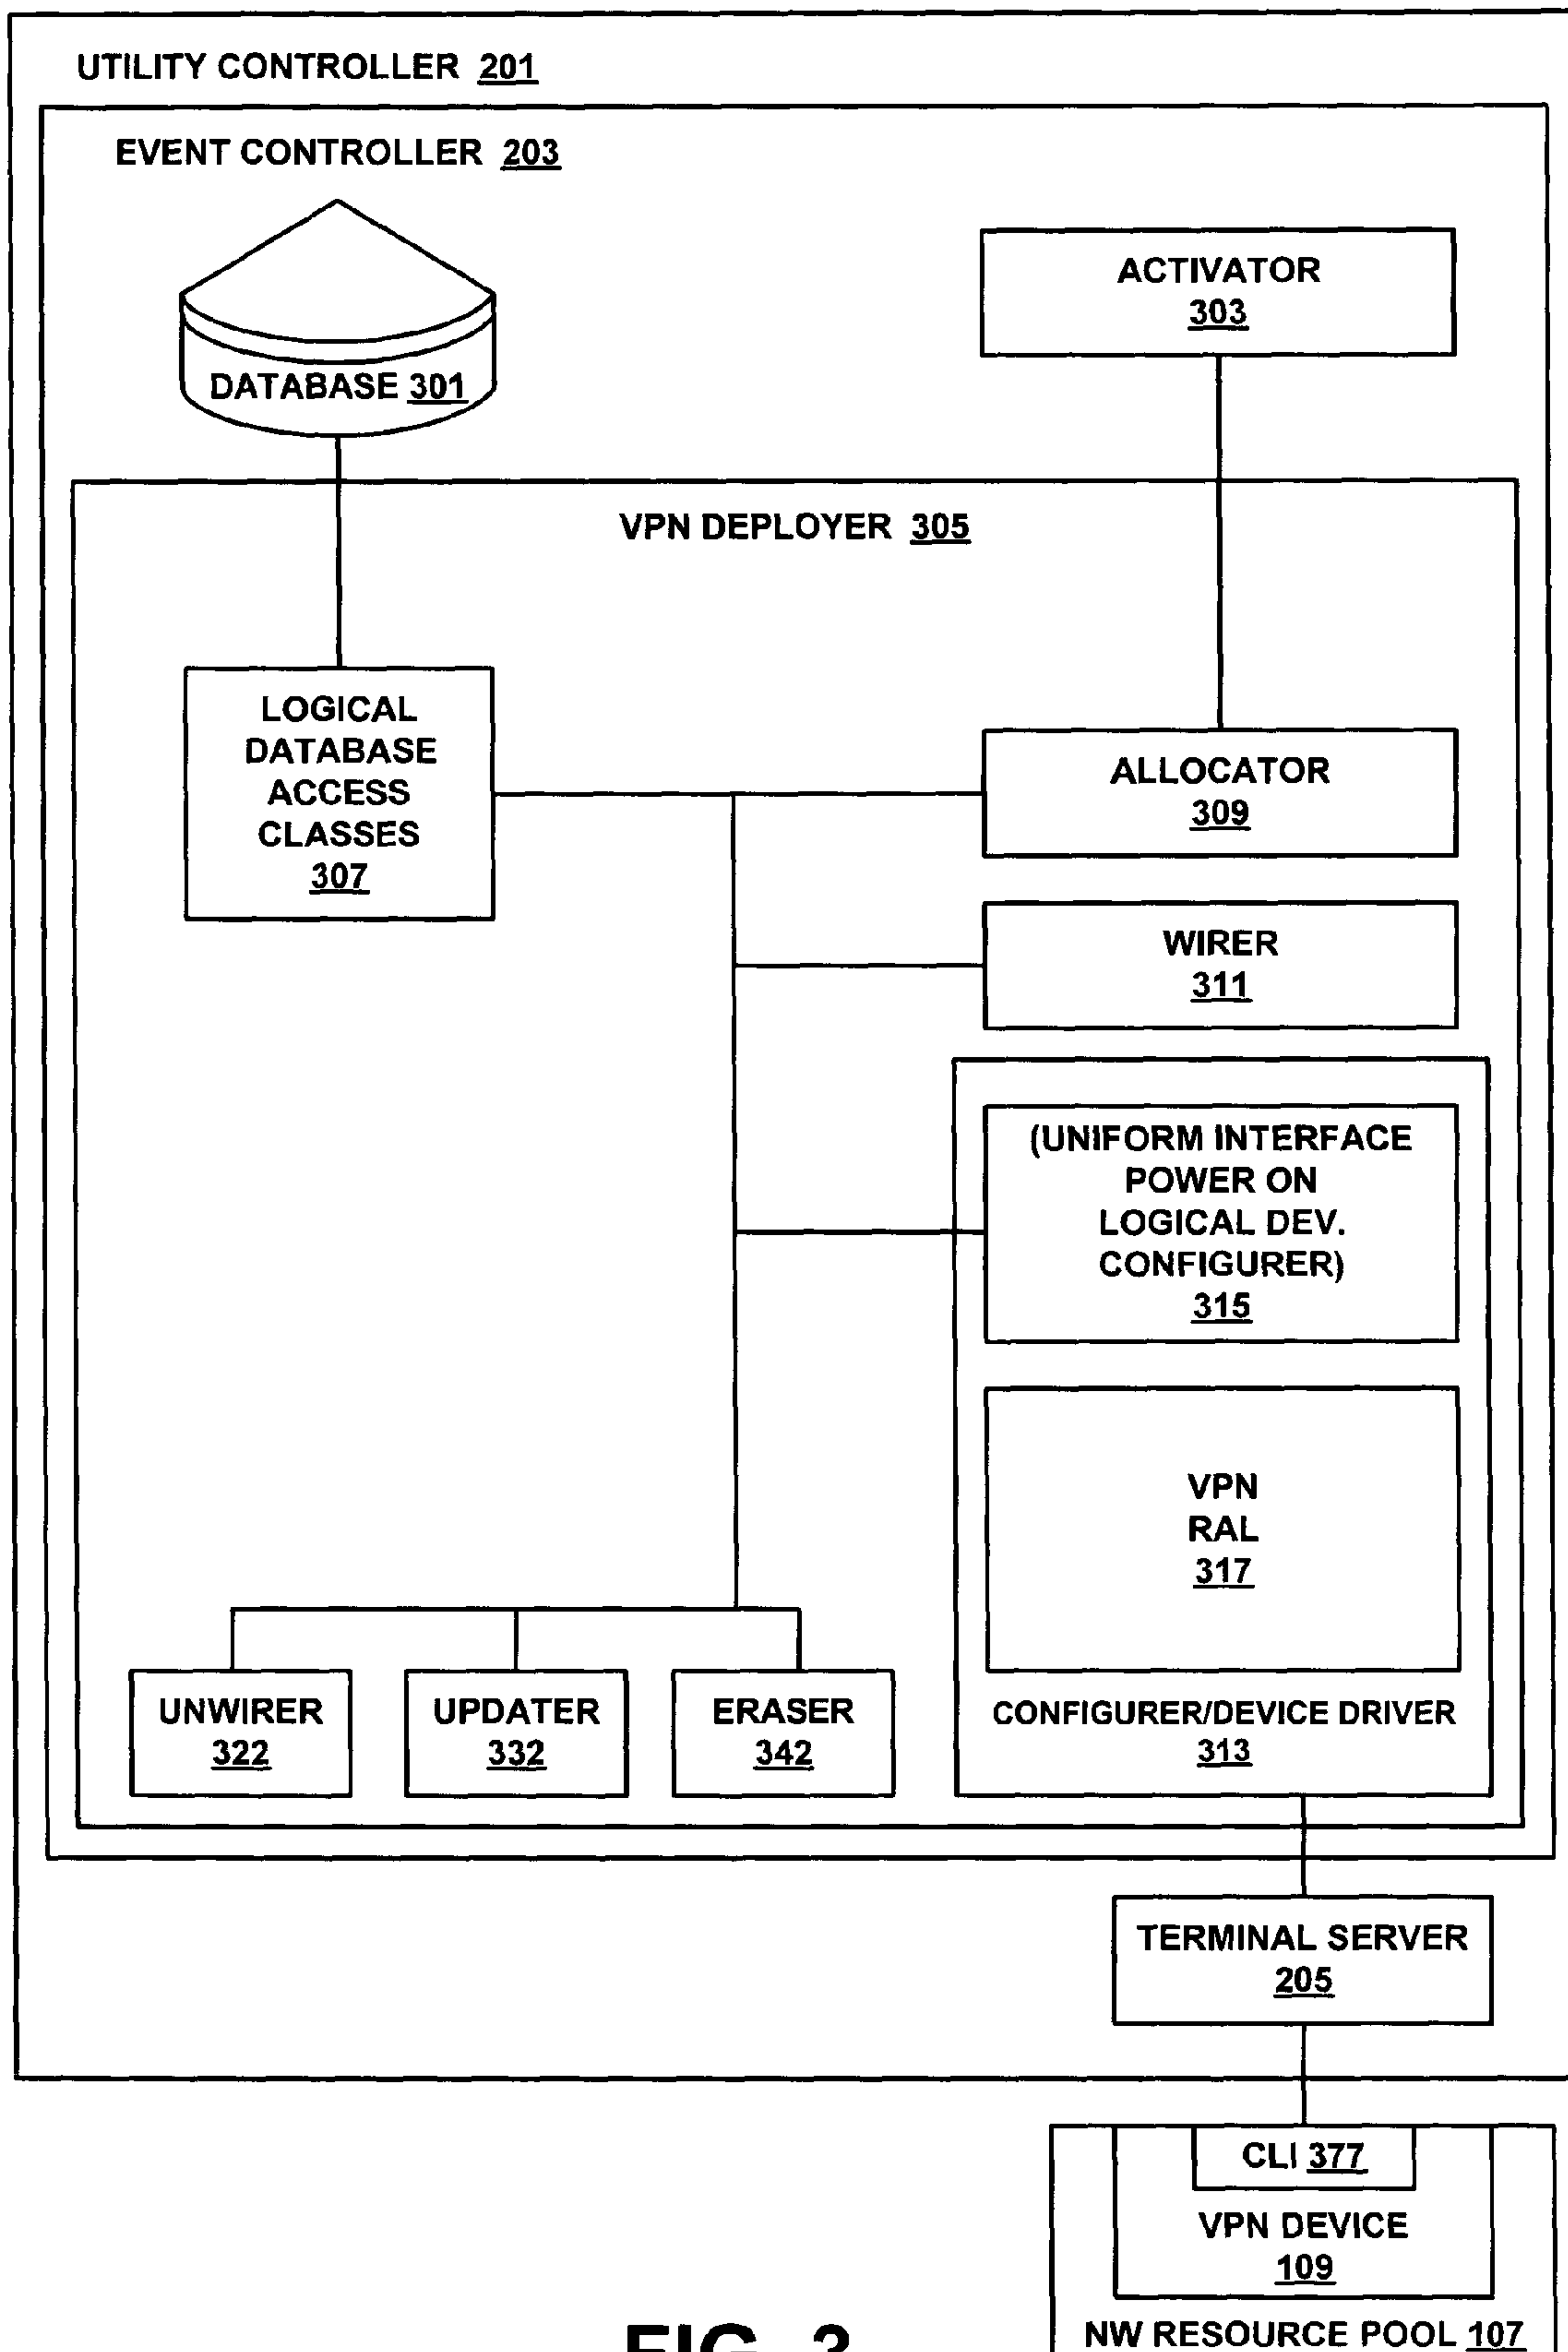 UTILITY CONTROLLER 201
EVENT CONTROLLER 203
DATABASE 301
ACTIVATOR
303
VPN DEPLOYER 305
LOGICAL
DATABASE
ACCESS
CLASSES
307
ALLOCATOR
309
WIRER
311
(UNIFORM INTERFACE
POWER ON
LOGICAL DEV.
CONFIGURER)
315
VPN
RAL
317
UNWIRER
322
UPDATER
332
ERASER
342
CONFIGURER/DEVICE DRIVER
313
TERMINAL SERVER
205
CLI 377
VPN DEVICE
109
NW RESOURCE POOL 107
FIG. 3